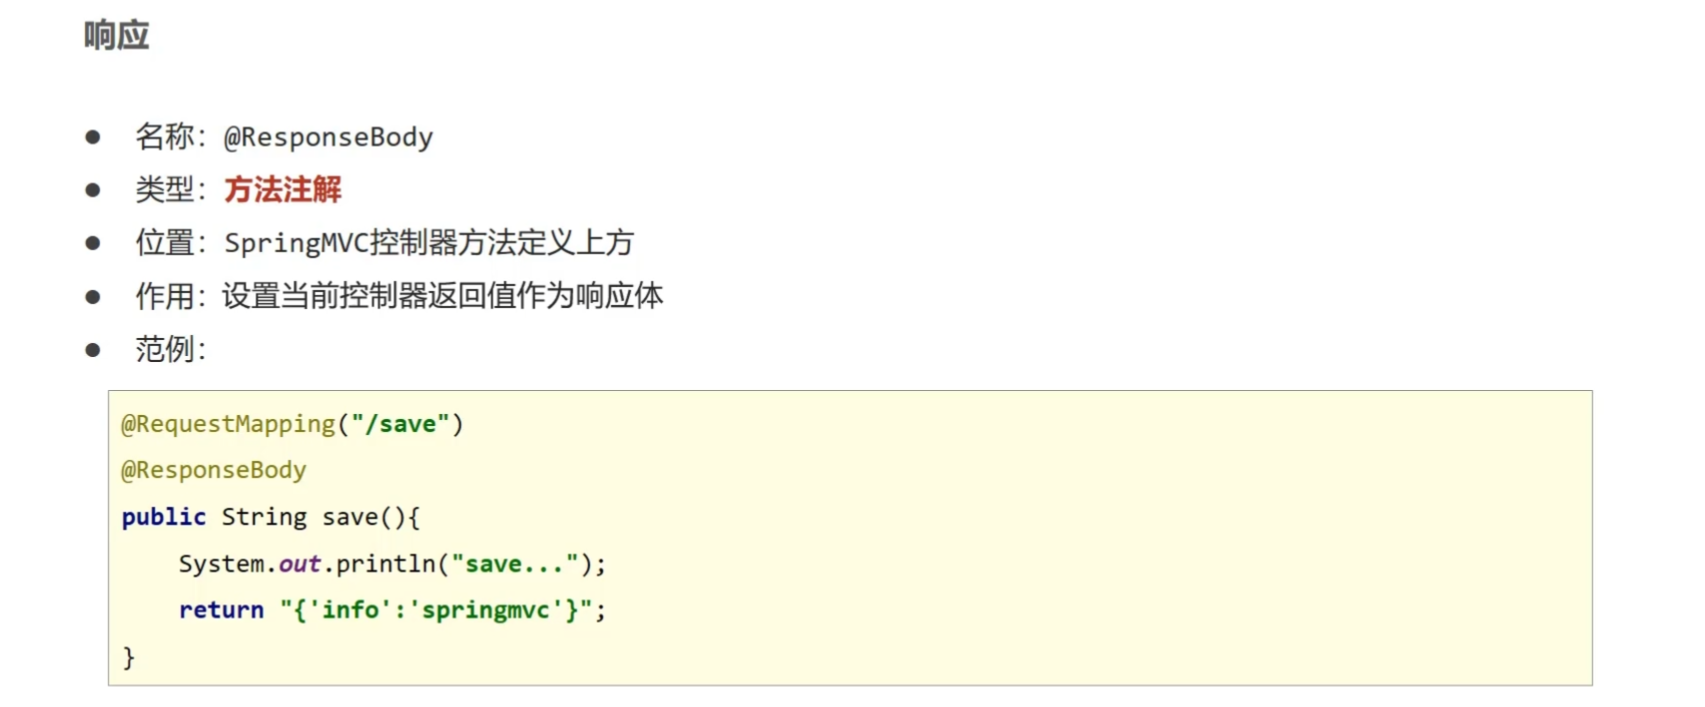 响应
● 名称：@ResponseBody
● 类型：方法注解
● 位置：SpringMVC控制器方法定义上方
● 作用：设置当前控制器返回值作为响应体
● 范例：
@RequestMapping("/save")
@ResponseBody
public String save(){
    System.out.println("save...");
    return "{'info':'springmvc'}";
}